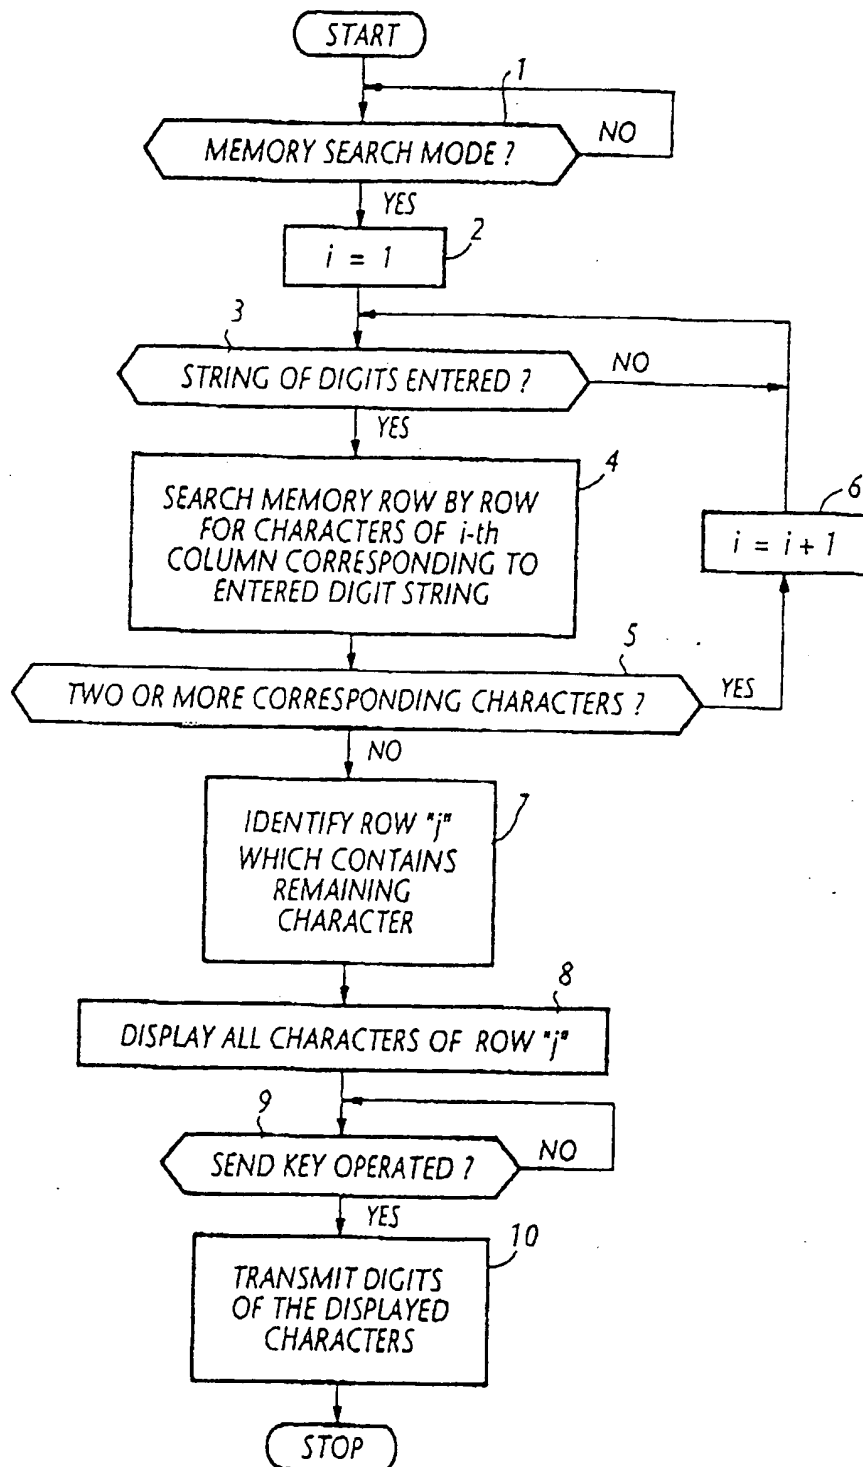 START
1
MEMORY SEARCH MODE ?
NO
YES
2
i = 1
3
STRING OF DIGITS ENTERED ?
NO
YES
4
SEARCH MEMORY ROW BY ROW
FOR CHARACTERS OF i-th
COLUMN CORRESPONDING TO
ENTERED DIGIT STRING
6
i = i + 1
5
TWO OR MORE CORRESPONDING CHARACTERS ?
YES
NO
7
IDENTIFY ROW "j"
WHICH CONTAINS
REMAINING
CHARACTER
8
DISPLAY ALL CHARACTERS OF ROW "j"
9
SEND KEY OPERATED ?
NO
YES
10
TRANSMIT DIGITS
OF THE DISPLAYED
CHARACTERS
STOP